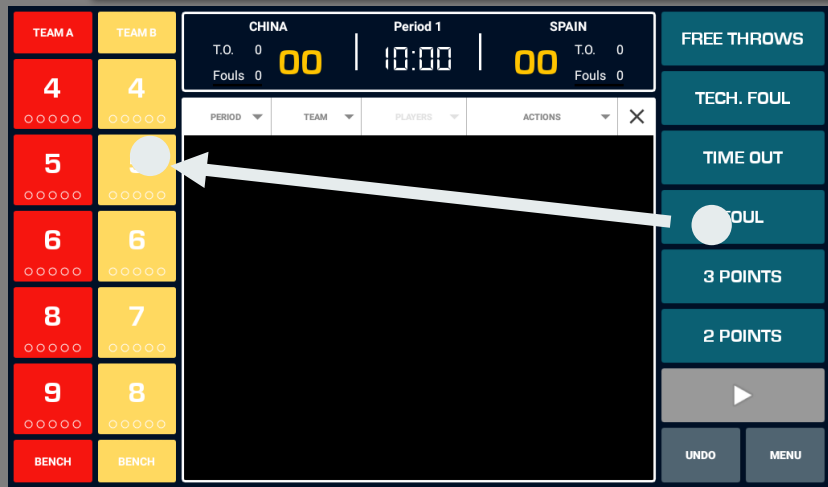 TEAM A
TEAM B
4
4
5
6
6
8
7
9
8
BENCH
BENCH
CHINA
Period 1
SPAIN
T.O. 0
Fouls 0
00
10:00
00
T.O. 0
Fouls 0
PERIOD
TEAM
PLAYERS
ACTIONS
FREE THROWS
TECH. FOUL
TIME OUT
3 POINTS
2 POINTS
UNDO
MENU